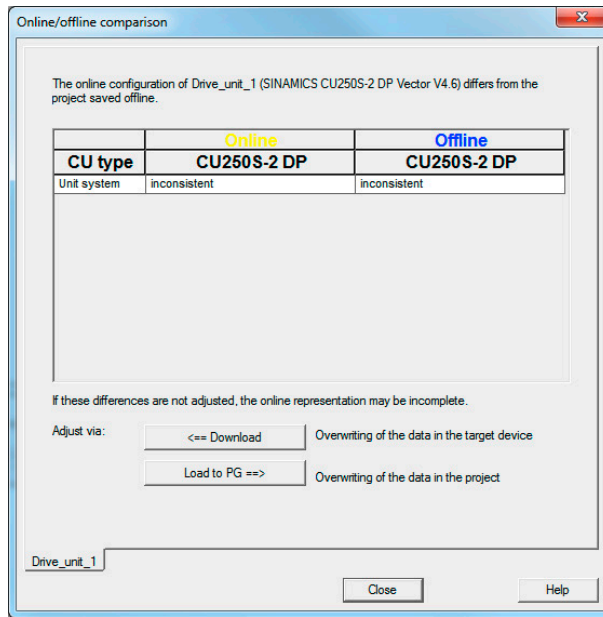 Online/offline comparison
The online configuration of Drive_unit_1 (SINAMICS CU250S-2 DP Vector V4.6) differs from the
project saved offline.
Online Offline
CU type CU250S-2 DP CU250S-2 DP
Unit system inconsistent inconsistent
If these differences are not adjusted, the online representation may be incomplete.
Adjust via: <== Download Overwriting of the data in the target device
Load to PG ==> Overwriting of the data in the project
Drive_unit_1
Close Help